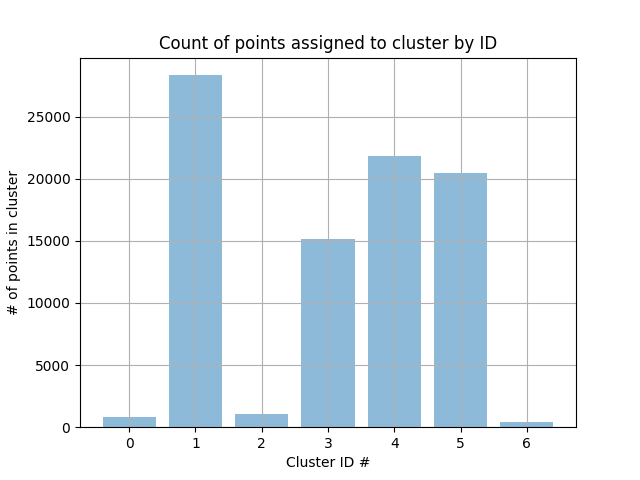 Count of points assigned to cluster by ID
# of points in cluster
25000
20000
15000
10000
5000
0
0 1 2 3 4 5 6
Cluster ID #